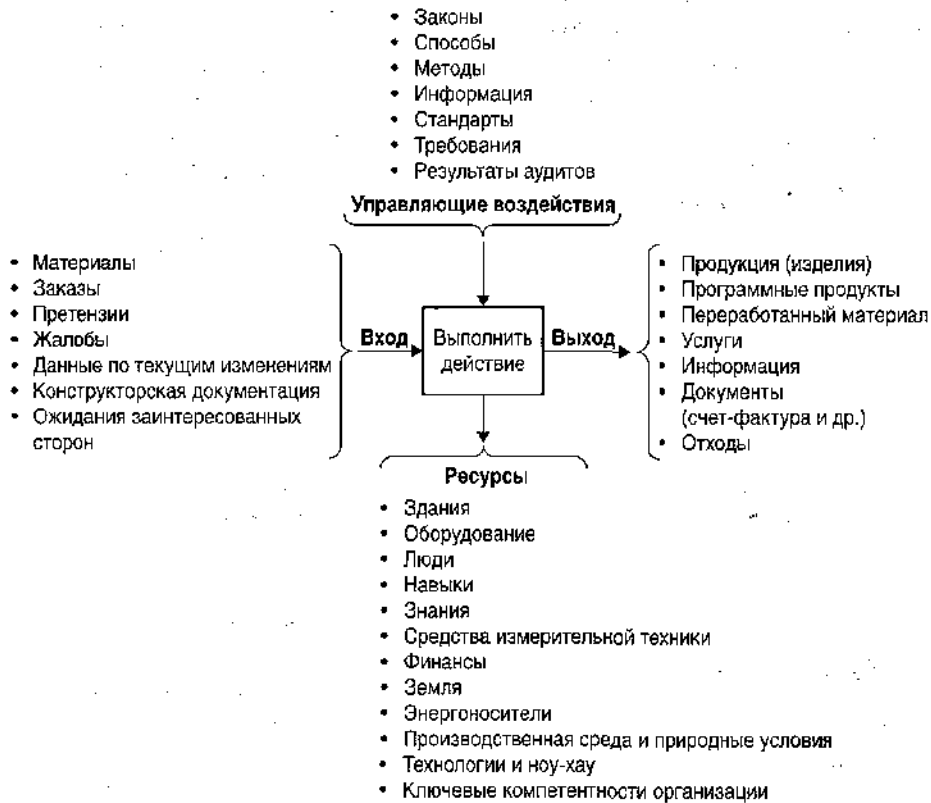 • Законы
• Способы
• Методы
• Информация
• Стандарты
• Требования
• Результаты аудитов
Управляющие воздействия
• Материалы
• Заказы
• Претензии
• Жалобы
• Данные по текущим изменениям
• Конструкторская документация
• Ожидания заинтересованных
сторон
Вход
Выполнить
действие
Выход
• Продукция (изделия)
• Программные продукты
• Переработанный материал
• Услуги
• Информация
• Документы
(счет-фактура и др.)
• Отходы
Ресурсы
• Здания
• Оборудование
• Люди
• Навыки
• Знания
• Средства измерительной техники
• Финансы
• Земля
• Энергоносители
• Производственная среда и природные условия
• Технологии и ноу-хау
• Ключевые компетентности организации